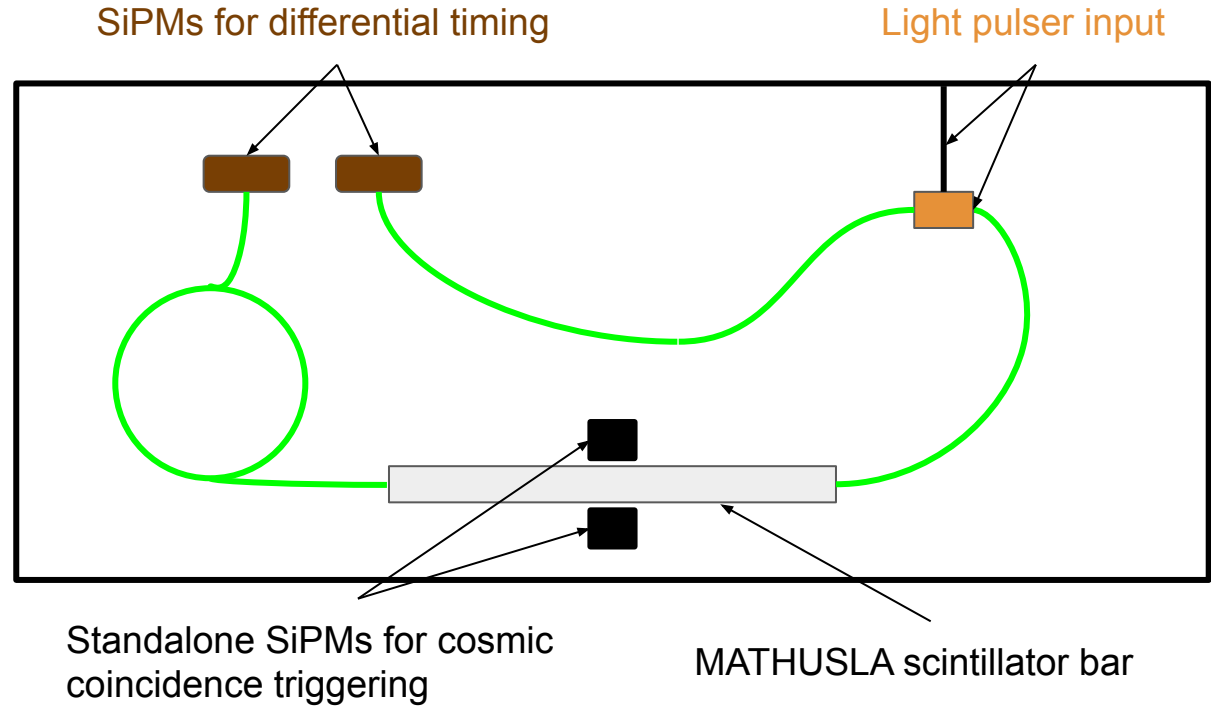 SiPMs for differential timing
Light pulser input
Standalone SiPMs for cosmic
coincidence triggering
MATHUSLA scintillator bar